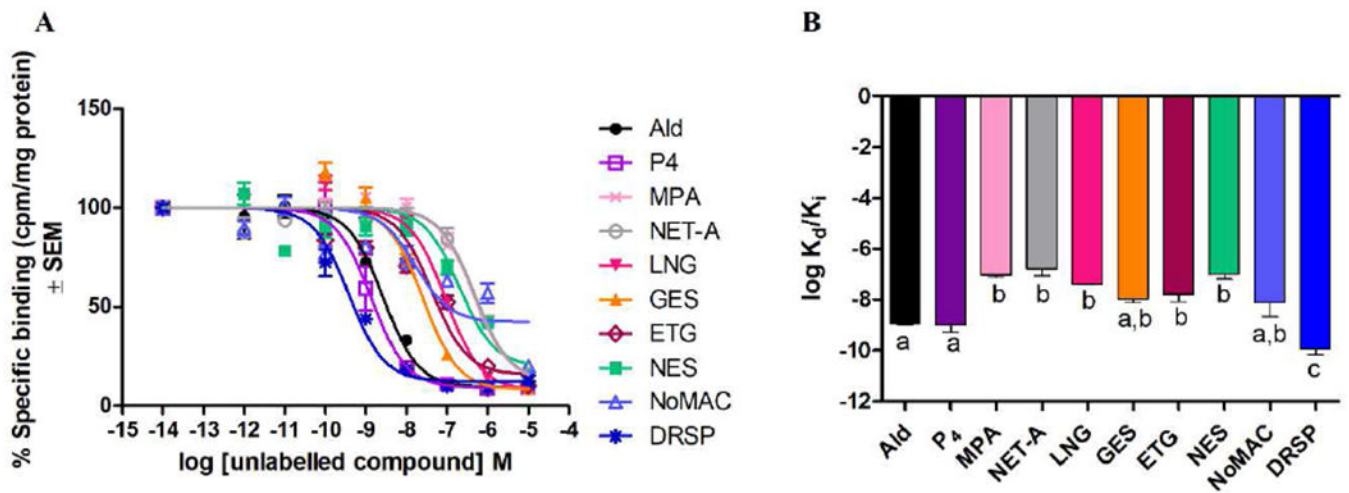 A
% Specific binding (cpm/mg protein)
± SEM
150
100
50
0
-15 -14 -13 -12 -11 -10 -9 -8 -7 -6 -5 -4
log [unlabelled compound] M
Ald
P4
MPA
NET-A
LNG
GES
ETG
NES
NoMAC
DRSP
B
log Kd/Ki
0
-2
-4
-6
-8
-10
-12
a
a
b
b
b
a,b
b
b
a,b
c
Ald
P4
MPA
NET-A
LNG
GES
ETG
NES
NoMAC
DRSP